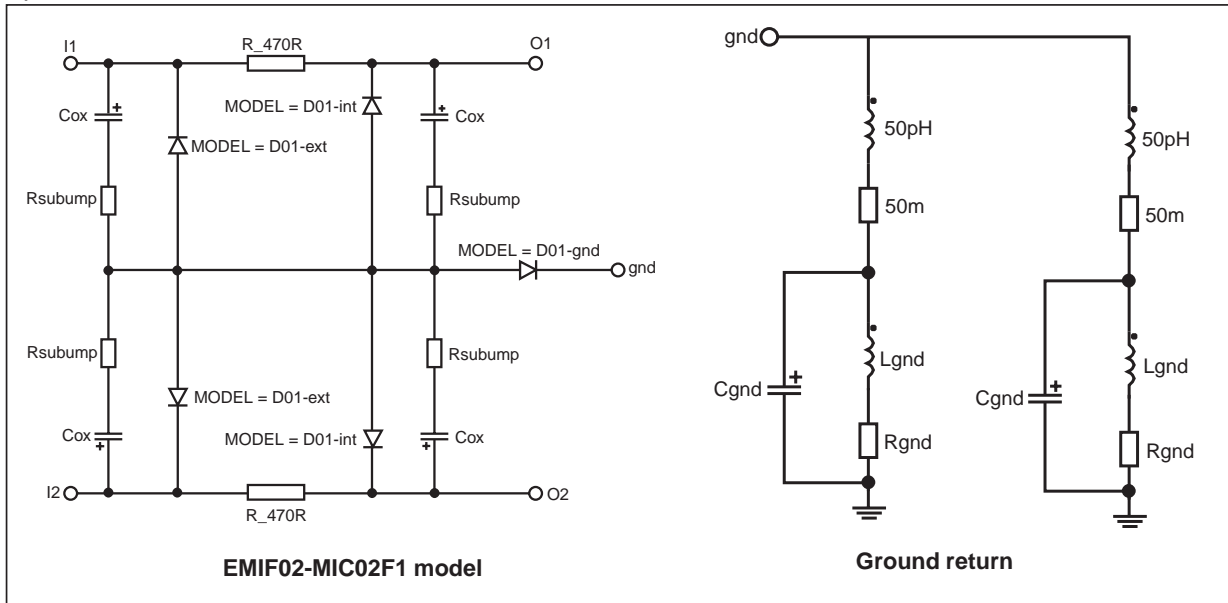 I1
R_470R
O1
Cox
MODEL = D01-int
Cox
MODEL = D01-ext
Rsubump
Rsubump
MODEL = D01-gnd
gnd
Rsubump
Rsubump
MODEL = D01-ext
Cox
MODEL = D01-int
Cox
I2
R_470R
O2
EMIF02-MIC02F1 model
gnd
50pH
50pH
50m
50m
Lgnd
Lgnd
Cgnd
Cgnd
Rgnd
Rgnd
Ground return